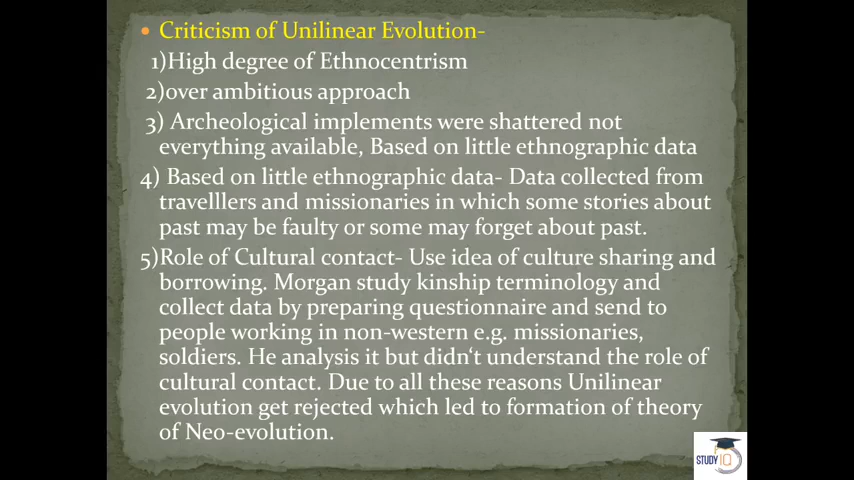 Criticism of Unilinear Evolution-
1)High degree of Ethnocentrism
2)over ambitious approach
3) Archeological implements were shattered not
everything available, Based on little ethnographic data
4) Based on little ethnographic data- Data collected from
travelllers and missionaries in which some stories about
past may be faulty or some may forget about past.
5)Role of Cultural contact- Use idea of culture sharing and
borrowing. Morgan study kinship terminology and
collect data by preparing questionnaire and send to
people working in non-western e.g. missionaries,
soldiers. He analysis it but didn't understand the role of
cultural contact. Due to all these reasons Unilinear
evolution get rejected which led to formation of theory
of Neo-evolution.
STUDY IQ